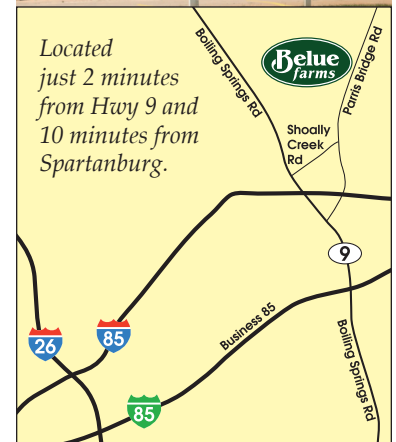 Located
just 2 minutes
from Hwy 9 and
10 minutes from
Spartanburg.
Boiling Springs Rd
Belue
farms
Parris Bridge Rd
Shoally
Creek
Rd
9
26
85
Business 85
85
Boiling Springs Rd